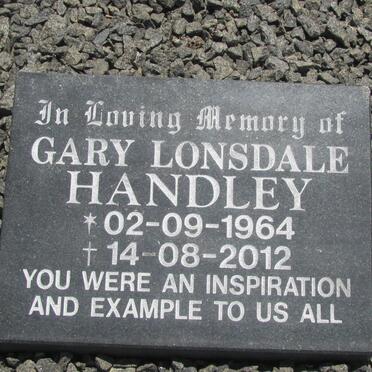 In Loving Memory of
GARY LONSDALE
HANDLEY
* 02-09-1964
† 14-08-2012
YOU WERE AN INSPIRATION
AND EXAMPLE TO US ALL